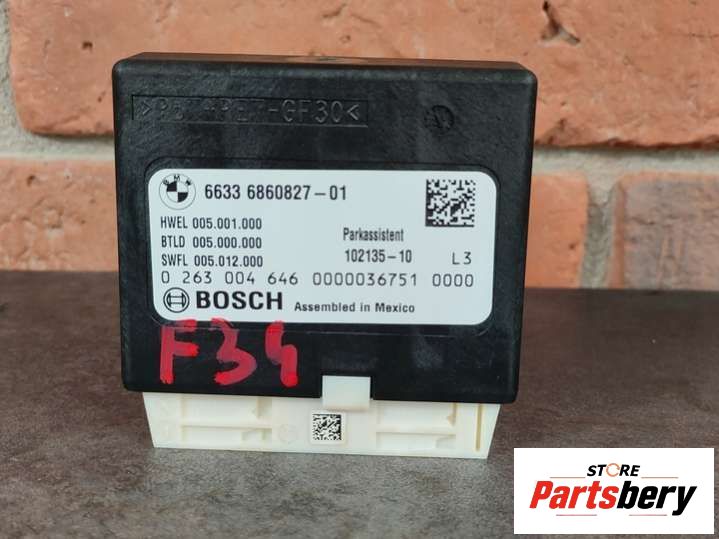 GF30<
BMW
6633 6860827-01
HWEL 005.001.000
BTLD 005.000.000
SWFL 005.012.000
Parkassistent
102135-10 L3
0 263 004 646 0000036751 0000
BOSCH Assembled in Mexico
F34
STORE
Partsbery